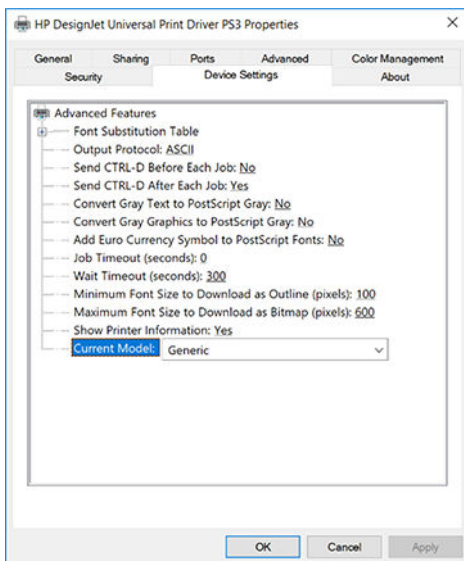 HP DesignJet Universal Print Driver PS3 Properties
General Sharing Ports Advanced Color Management
Security Device Settings About
Advanced Features
Font Substitution Table
Output Protocol: ASCII
Send CTRL-D Before Each Job: No
Send CTRL-D After Each Job: Yes
Convert Gray Text to PostScript Gray: No
Convert Gray Graphics to PostScript Gray: No
Add Euro Currency Symbol to PostScript Fonts: No
Job Timeout (seconds): 0
Wait Timeout (seconds): 300
Minimum Font Size to Download as Outline (pixels): 100
Maximum Font Size to Download as Bitmap (pixels): 600
Show Printer Information: Yes
Current Model: Generic
OK Cancel Apply